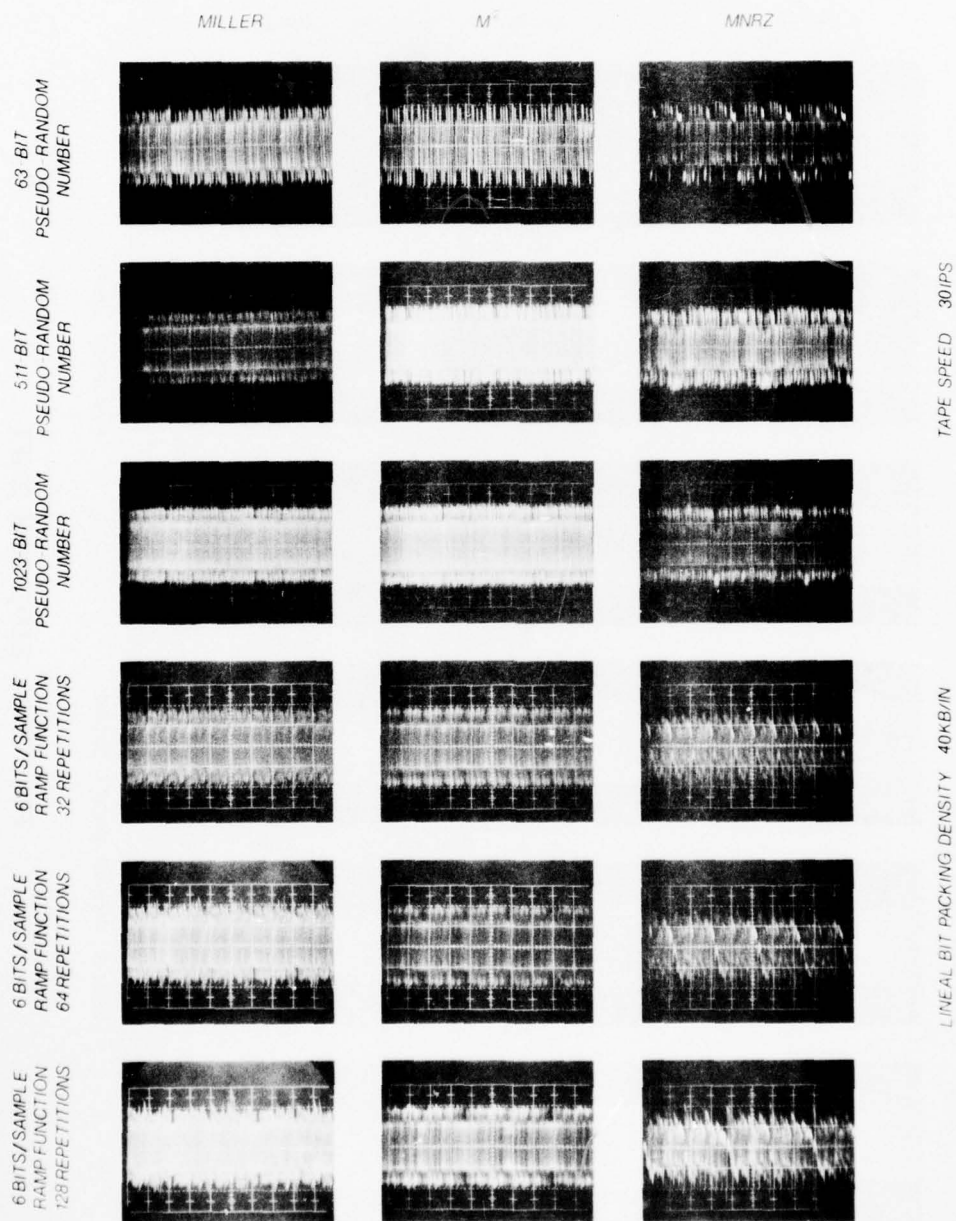 MILLER
M²
MNRZ
63 BIT
PSEUDO-RANDOM
NUMBER
511 BIT
PSEUDO-RANDOM
NUMBER
1023 BIT
PSEUDO RANDOM
NUMBER
6 BITS/SAMPLE
RAMP FUNCTION
32 REPETITIONS
6 BITS/SAMPLE
RAMP FUNCTION
64 REPETITIONS
6 BITS/SAMPLE
RAMP FUNCTION
128 REPETITIONS
LINEAL BIT PACKING DENSITY 40KB/IN
TAPE SPEED 30IPS